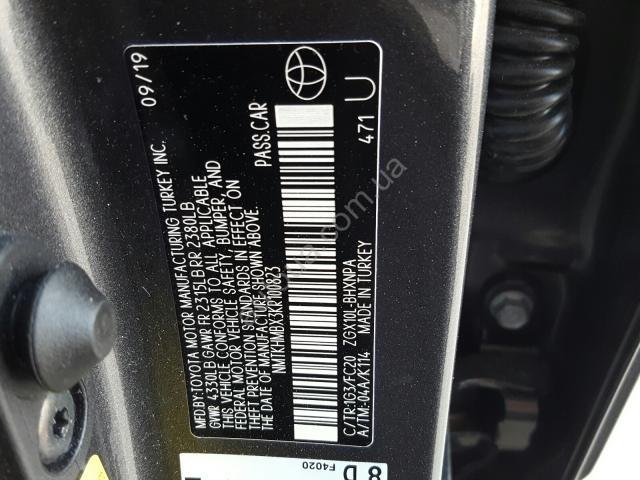 MFD.BY:TOYOTA MOTOR MANUFACTURING TURKEY INC. 09/19
GVWR 4330LB GAWR FR 2315LB RR 2380LB
THIS VEHICLE CONFORMS TO ALL APPLICABLE
FEDERAL MOTOR VEHICLE SAFETY, BUMPER, AND
THEFT PREVENTION STANDARDS IN EFFECT ON
THE DATE OF MANUFACTURE SHOWN ABOVE.
NMTKHMBX3KR100823 PASS.CAR
C/TR:1G3/FC20 ZGX10L-BHXNPA 471 U
A/TM:-04A/K114 MADE IN TURKEY
F4020
8 D